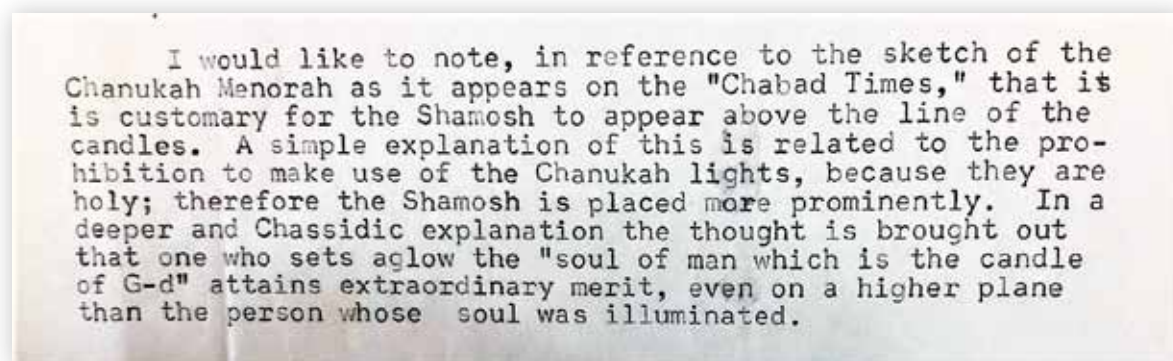 I would like to note, in reference to the sketch of the
Chanukah Menorah as it appears on the "Chabad Times," that it
is customary for the Shamosh to appear above the line of the
candles. A simple explanation of this is related to the pro-
hibition to make use of the Chanukah lights, because they are
holy; therefore the Shamosh is placed more prominently. In a
deeper and Chassidic explanation the thought is brought out
that one who sets aglow the "soul of man which is the candle
of G-d" attains extraordinary merit, even on a higher plane
than the person whose soul was illuminated.